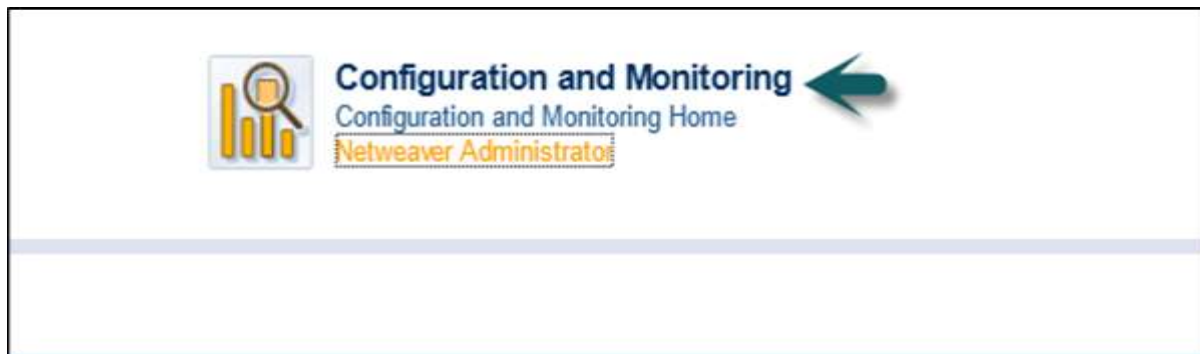 Configuration and Monitoring
Configuration and Monitoring Home
Netweaver Administrator